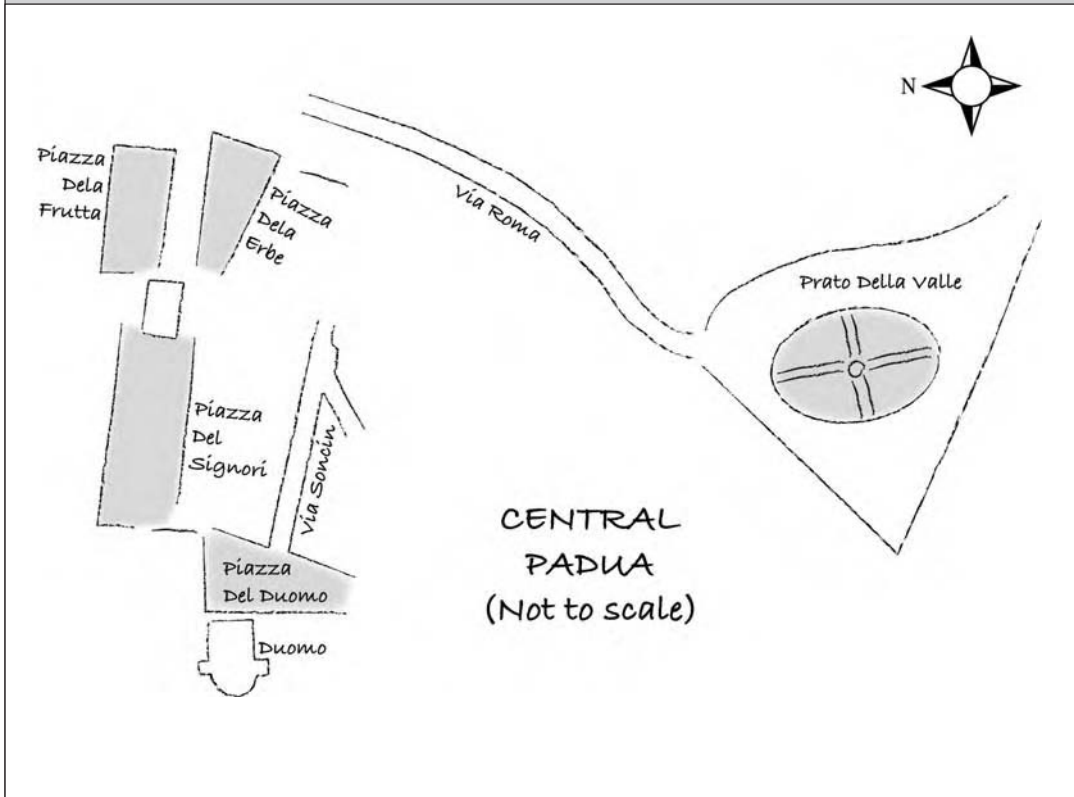 N
Piazza
Dela
Frutta
Piazza
Dela
Erbe
Via Roma
Prato Della Valle
Piazza
Del
Signori
Via Soncin
CENTRAL
PADUA
(Not to scale)
Piazza
Del Duomo
Duomo